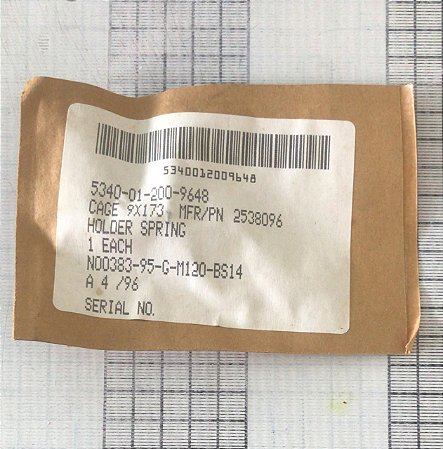 5340012009648
5340-01-200-9648
CAGE 9X173 MFR/PN 2538096
HOLDER SPRING
1 EACH
N00383-95-G-M120-BS14
A 4 /96
SERIAL NO.